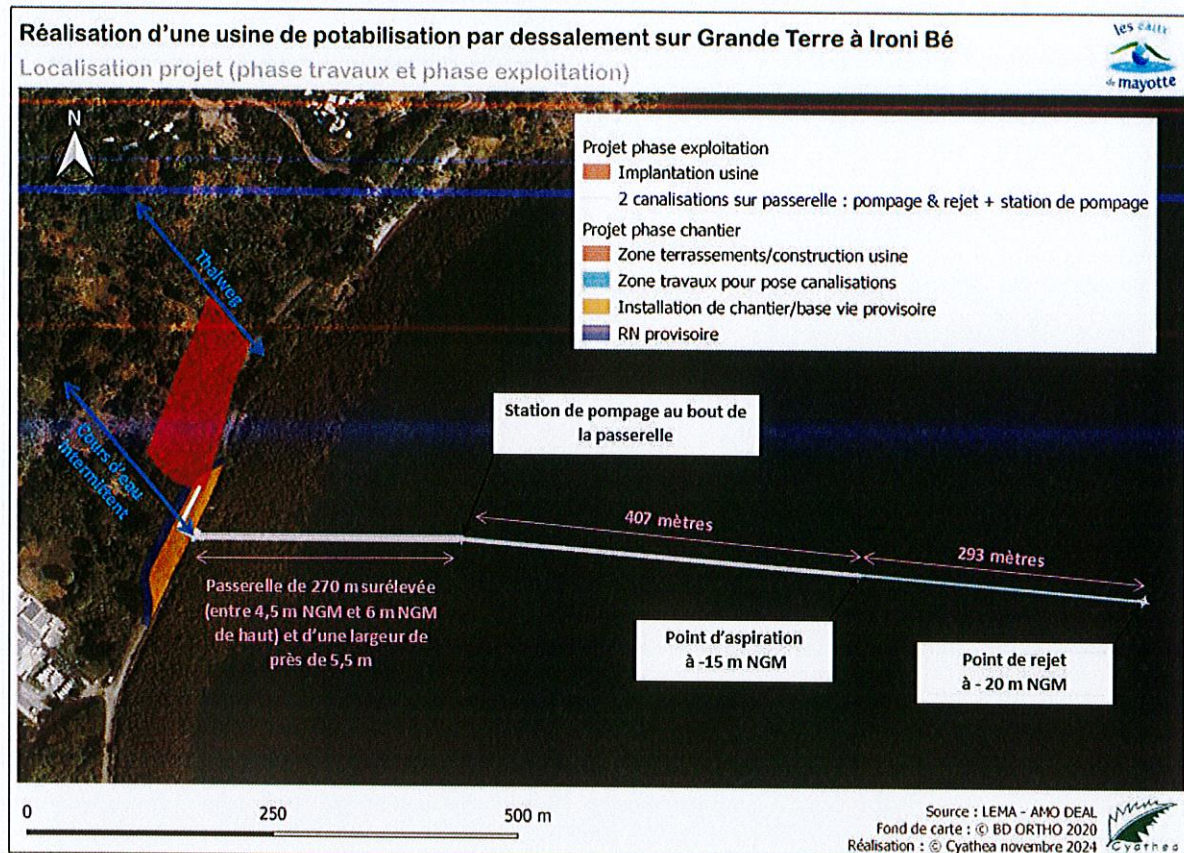 Réalisation d'une usine de potabilisation par dessalement sur Grande Terre à Ironi Bé
Localisation projet (phase travaux et phase exploitation)
les eaux
de mayotte
N
Projet phase exploitation
Implantation usine
2 canalisations sur passerelle : pompage & rejet + station de pompage
Projet phase chantier
Zone terrassements/construction usine
Zone travaux pour pose canalisations
Installation de chantier/base vie provisoire
RN provisoire
Thalweg
Cours d'eau
intermittent
Station de pompage au bout de
la passerelle
407 mètres
293 mètres
Passerelle de 270 m surélevée
(entre 4,5 m NGM et 6 m NGM
de haut) et d'une largeur de
près de 5,5 m
Point d'aspiration
à -15 m NGM
Point de rejet
à - 20 m NGM
0 250 500 m
Source : LEMA - AMO DEAL
Fond de carte : © BD ORTHO 2020
Réalisation : © Cyathea novembre 2024
Cyathea